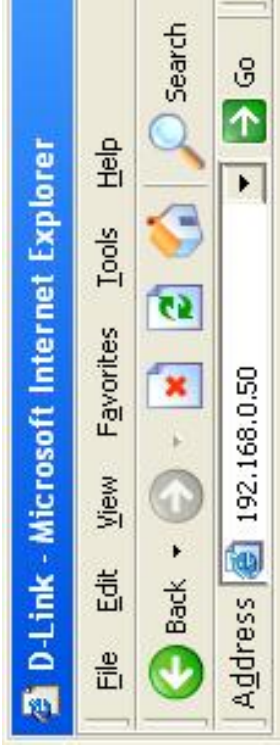 D-Link - Microsoft Internet Explorer
File Edit View Favorites Tools Help
Back Search
Address 192.168.0.50 Go